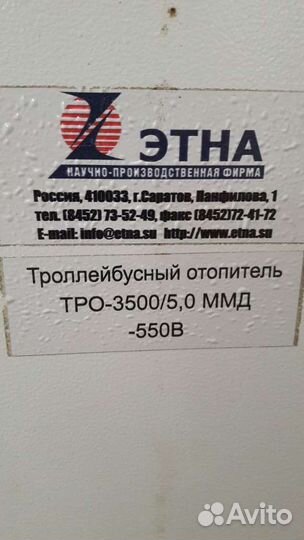 ЭТНА
НАУЧНО-ПРОИЗВОДСТВЕННАЯ ФИРМА
Россия, 410033, г.Саратов, Панфилова, 1
тел. (8452) 73-52-49, факс (8452)72-41-72
E-mail: info@etna.su http://www.etna.su
Троллейбусный отопитель
ТРО-3500/5,0 ММД
-550В
Avito